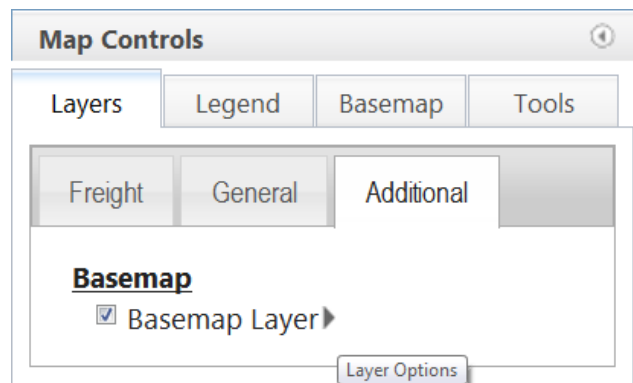 Map Controls
Layers Legend Basemap Tools
Freight General Additional
Basemap
Basemap Layer
Layer Options